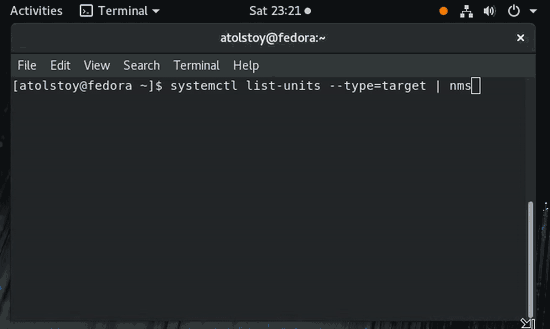 Activities Terminal Sat 23:21
atolstoy@fedora:~ ×
File Edit View Search Terminal Help
[atolstoy@fedora ~]$ systemctl list-units --type=target | nms